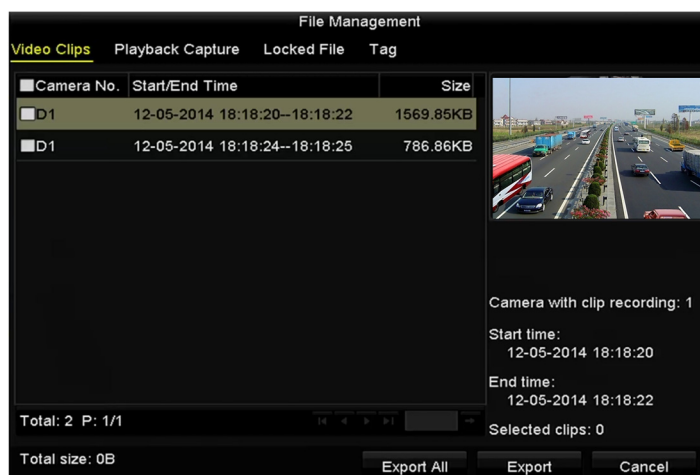 File Management
Video Clips Playback Capture Locked File Tag
Camera No. Start/End Time Size
D1 12-05-2014 18:18:20--18:18:22 1569.85KB
D1 12-05-2014 18:18:24--18:18:25 786.86KB
Camera with clip recording: 1
Start time:
12-05-2014 18:18:20
End time:
12-05-2014 18:18:22
Selected clips: 0
Total: 2 P: 1/1
Total size: 0B
Export All Export Cancel